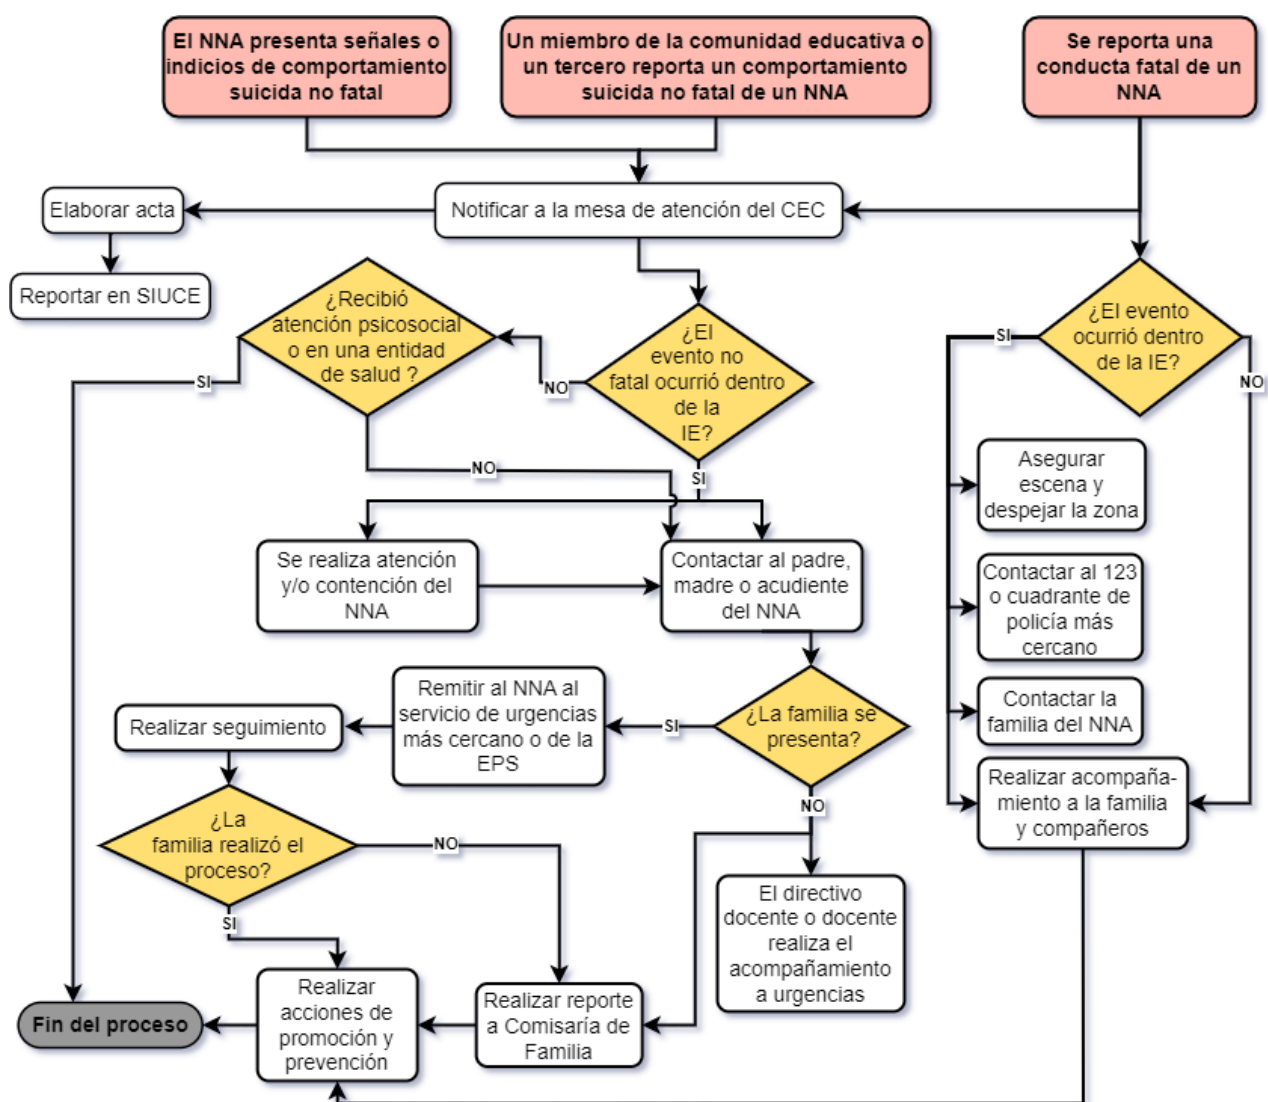 El NNA presenta señales o
indicios de comportamiento
suicida no fatal
Un miembro de la comunidad educativa o
un tercero reporta un comportamiento
suicida no fatal de un NNA
Se reporta una
conducta fatal de un
NNA
Elaborar acta
Notificar a la mesa de atención del CEC
Reportar en SIUCE
¿Recibió
atención psicosocial
o en una entidad
de salud ?
¿El
evento no
fatal ocurrió dentro
de la
IE?
¿El evento
ocurrió dentro
de la IE?
SI
NO
SI
NO
NO
SI
Asegurar
escena y
despejar la zona
Se realiza atención
y/o contención del
NNA
Contactar al padre,
madre o acudiente
del NNA
Contactar al 123
o cuadrante de
policía más
cercano
Remitir al NNA al
servicio de urgencias
más cercano o de la
EPS
Realizar seguimiento
SI
¿La familia se
presenta?
Contactar la
familia del NNA
NO
Realizar acompaña-
miento a la familia
y compañeros
¿La
familia realizó el
proceso?
NO
SI
El directivo
docente o docente
realiza el
acompañamiento
a urgencias
Fin del proceso
Realizar
acciones de
promoción y
prevención
Realizar reporte
a Comisaría de
Familia